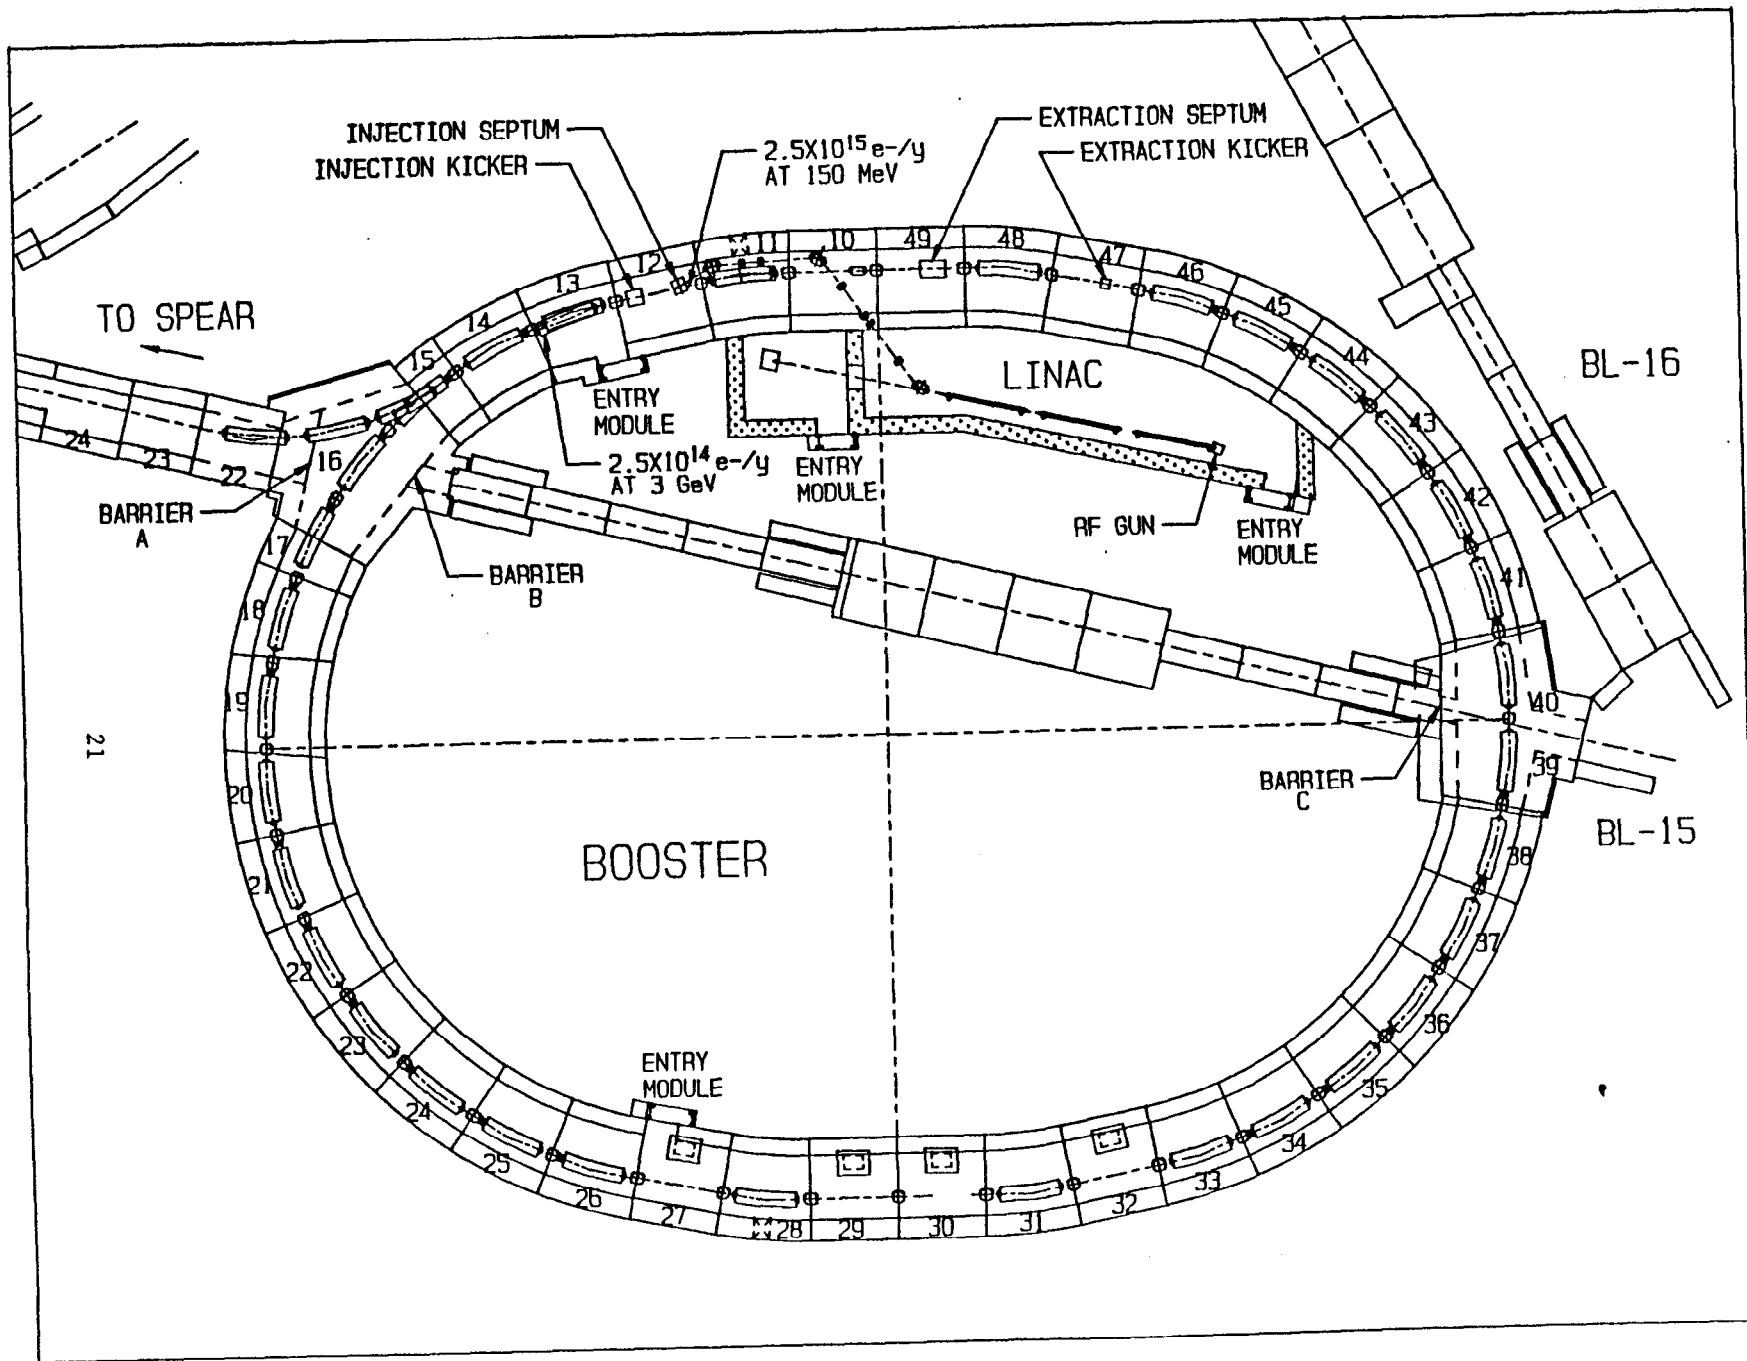 INJECTION SEPTUM
INJECTION KICKER
2.5X10¹⁵ e-/y
AT 150 MeV
EXTRACTION SEPTUM
EXTRACTION KICKER
TO SPEAR
11
10
49
48
47
46
45
44
43
42
41
40
39
38
37
36
35
34
33
32
31
30
29
28
27
26
25
24
23
22
21
20
19
18
17
16
15
14
13
12
24
23
22
BARRIER
A
BARRIER
B
ENTRY
MODULE
2.5X10¹⁴ e-/y
AT 3 GeV
ENTRY
MODULE
LINAC
RF GUN
ENTRY
MODULE
BL-16
BARRIER
C
BL-15
BOOSTER
ENTRY
MODULE
21